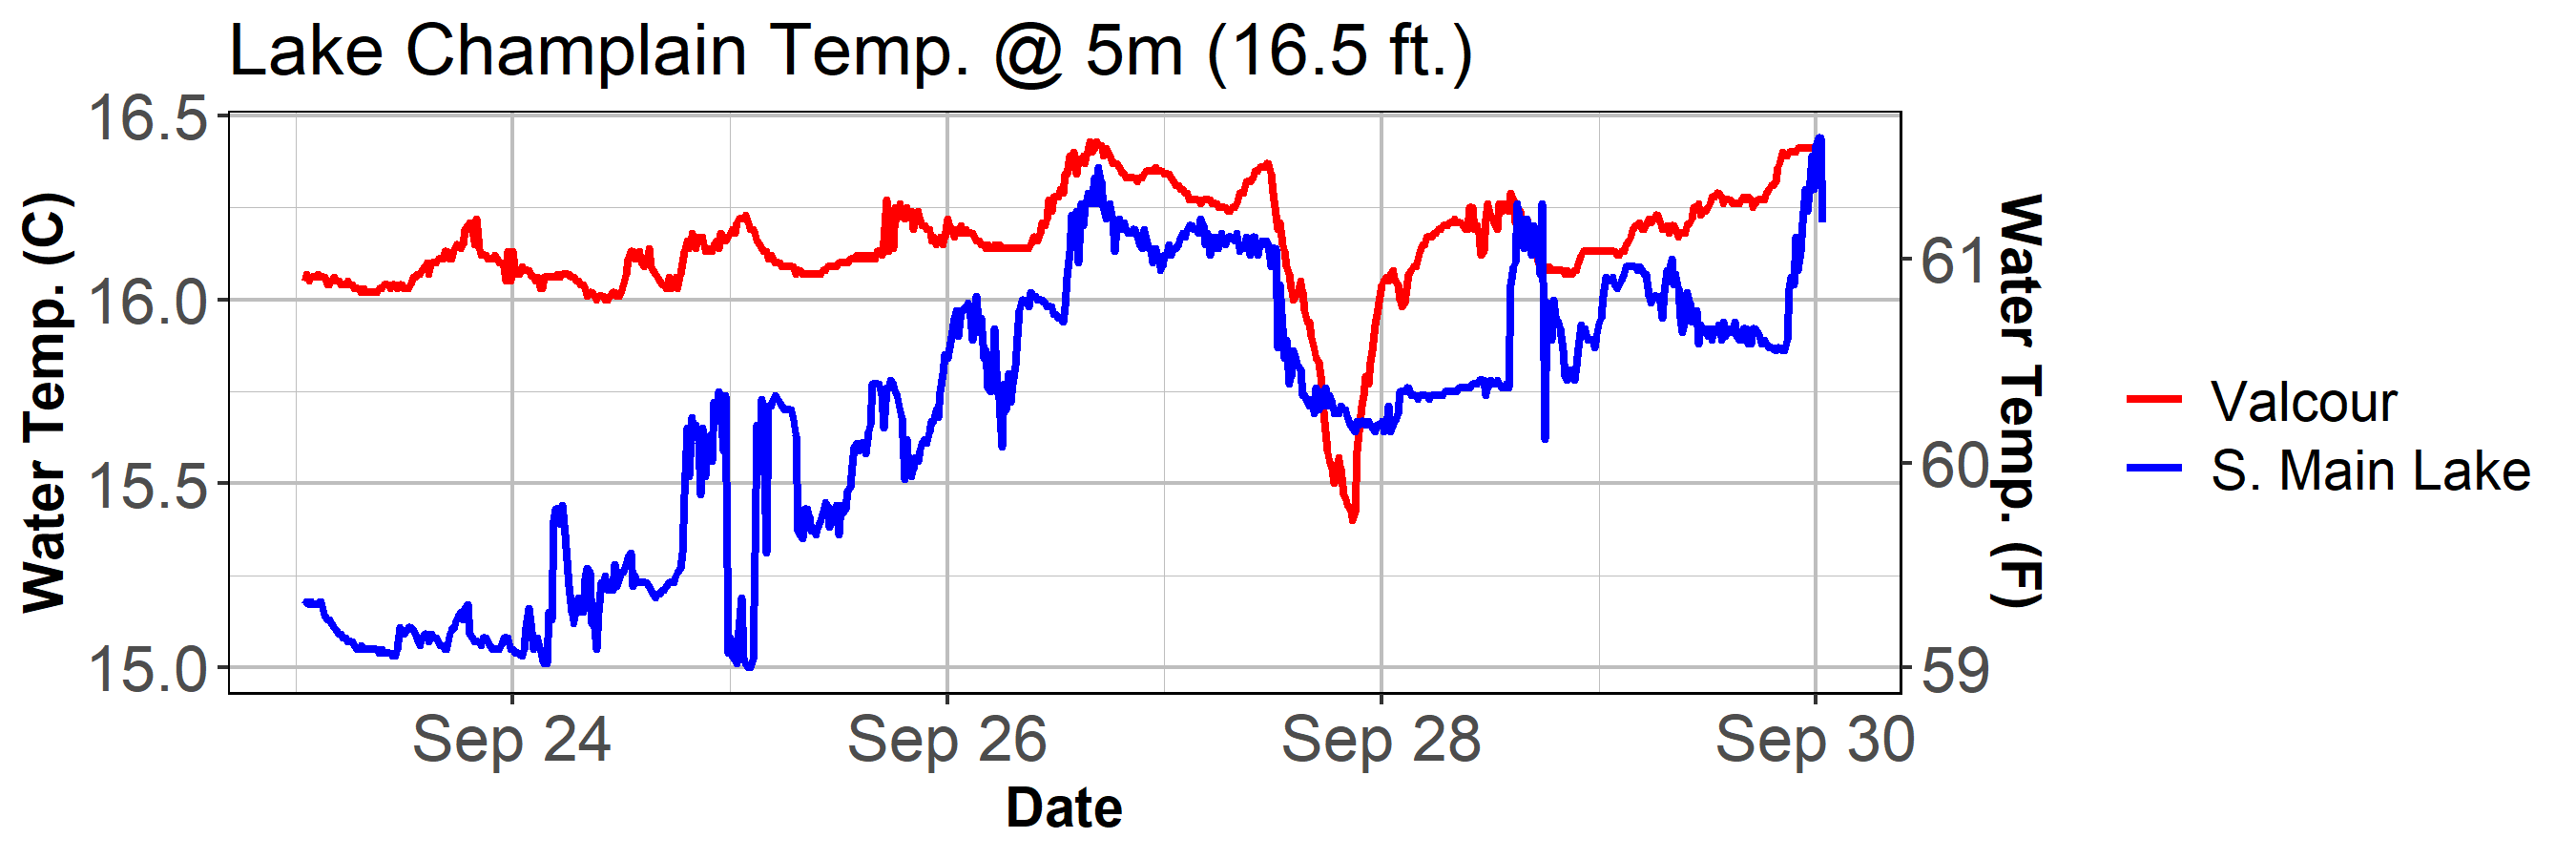 Lake Champlain Temp. @ 5m (16.5 ft.)
Water Temp. (C)
16.5
16.0
15.5
15.0
61
60
59
Water Temp. (F)
Sep 24
Sep 26
Sep 28
Sep 30
Date
Valcour
S. Main Lake